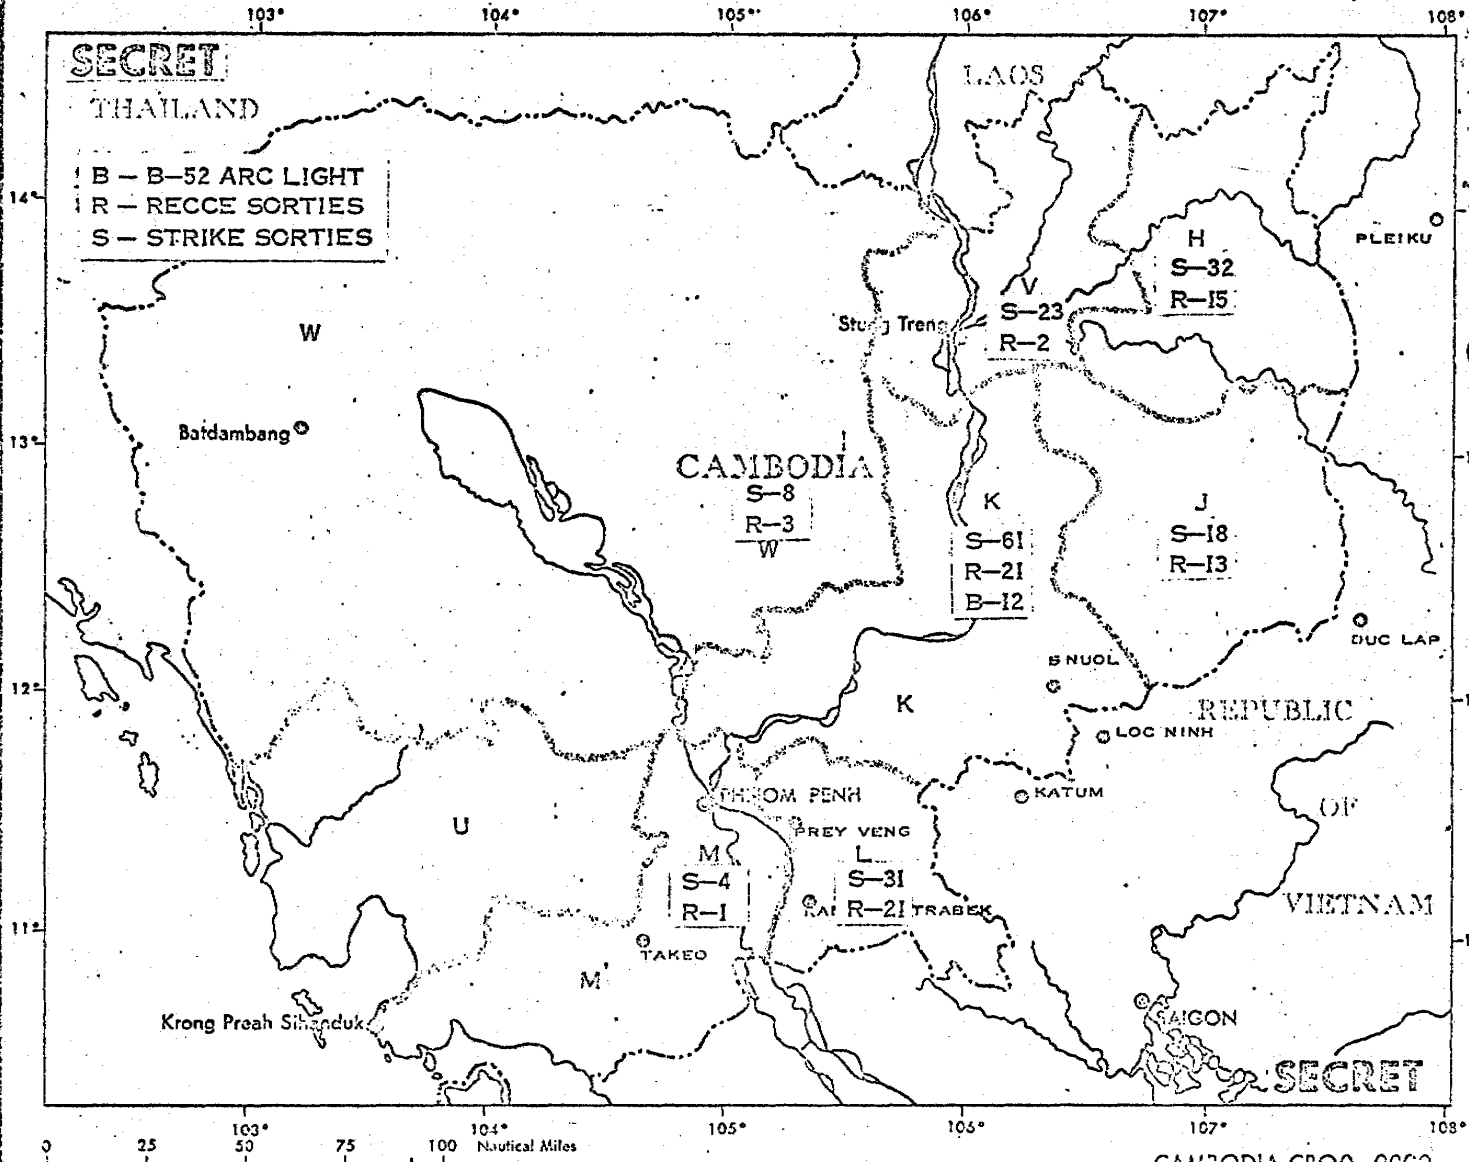 103° 104° 105° 106° 107° 108°
SECRET
THAILAND
LAOS
B – B–52 ARC LIGHT
R – RECCE SORTIES
S – STRIKE SORTIES
14°
PLEIKU
H
S–32
R–15
V
S–23
R–2
Stung Treng
W
Batdambang
13°
CAMBODIA
S–8
R–3
W
K
S–61
R–21
B–12
J
S–18
R–13
DUC LAP
SNUOL
12°
K
REPUBLIC
LOC NINH
KATUM
PHNOM PENH
OF
U
PREY VENG
M
S–4
R–1
L
S–31
R–21
TRABEK
VIETNAM
11°
TAKEO
M
Krong Preah Sihanouk
SAIGON
SECRET
103° 104° 105° 106° 107° 108°
0 25 50 75 100 Nautical Miles